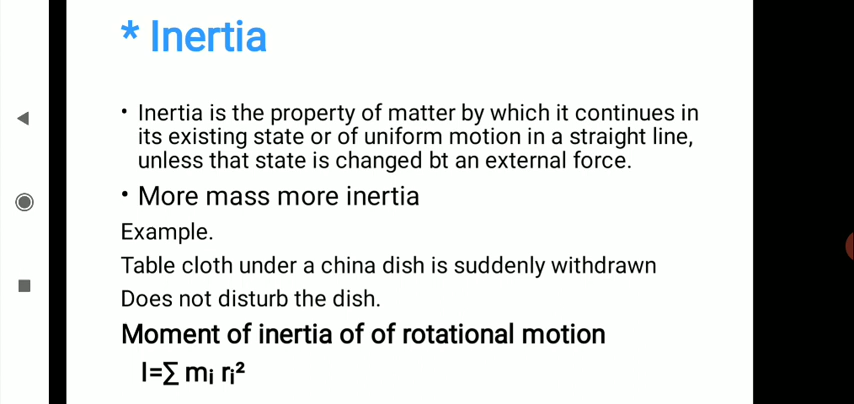 * Inertia
• Inertia is the property of matter by which it continues in
its existing state or of uniform motion in a straight line,
unless that state is changed bt an external force.
• More mass more inertia
Example.
Table cloth under a china dish is suddenly withdrawn
Does not disturb the dish.
Moment of inertia of of rotational motion
I=∑ mᵢ rᵢ²